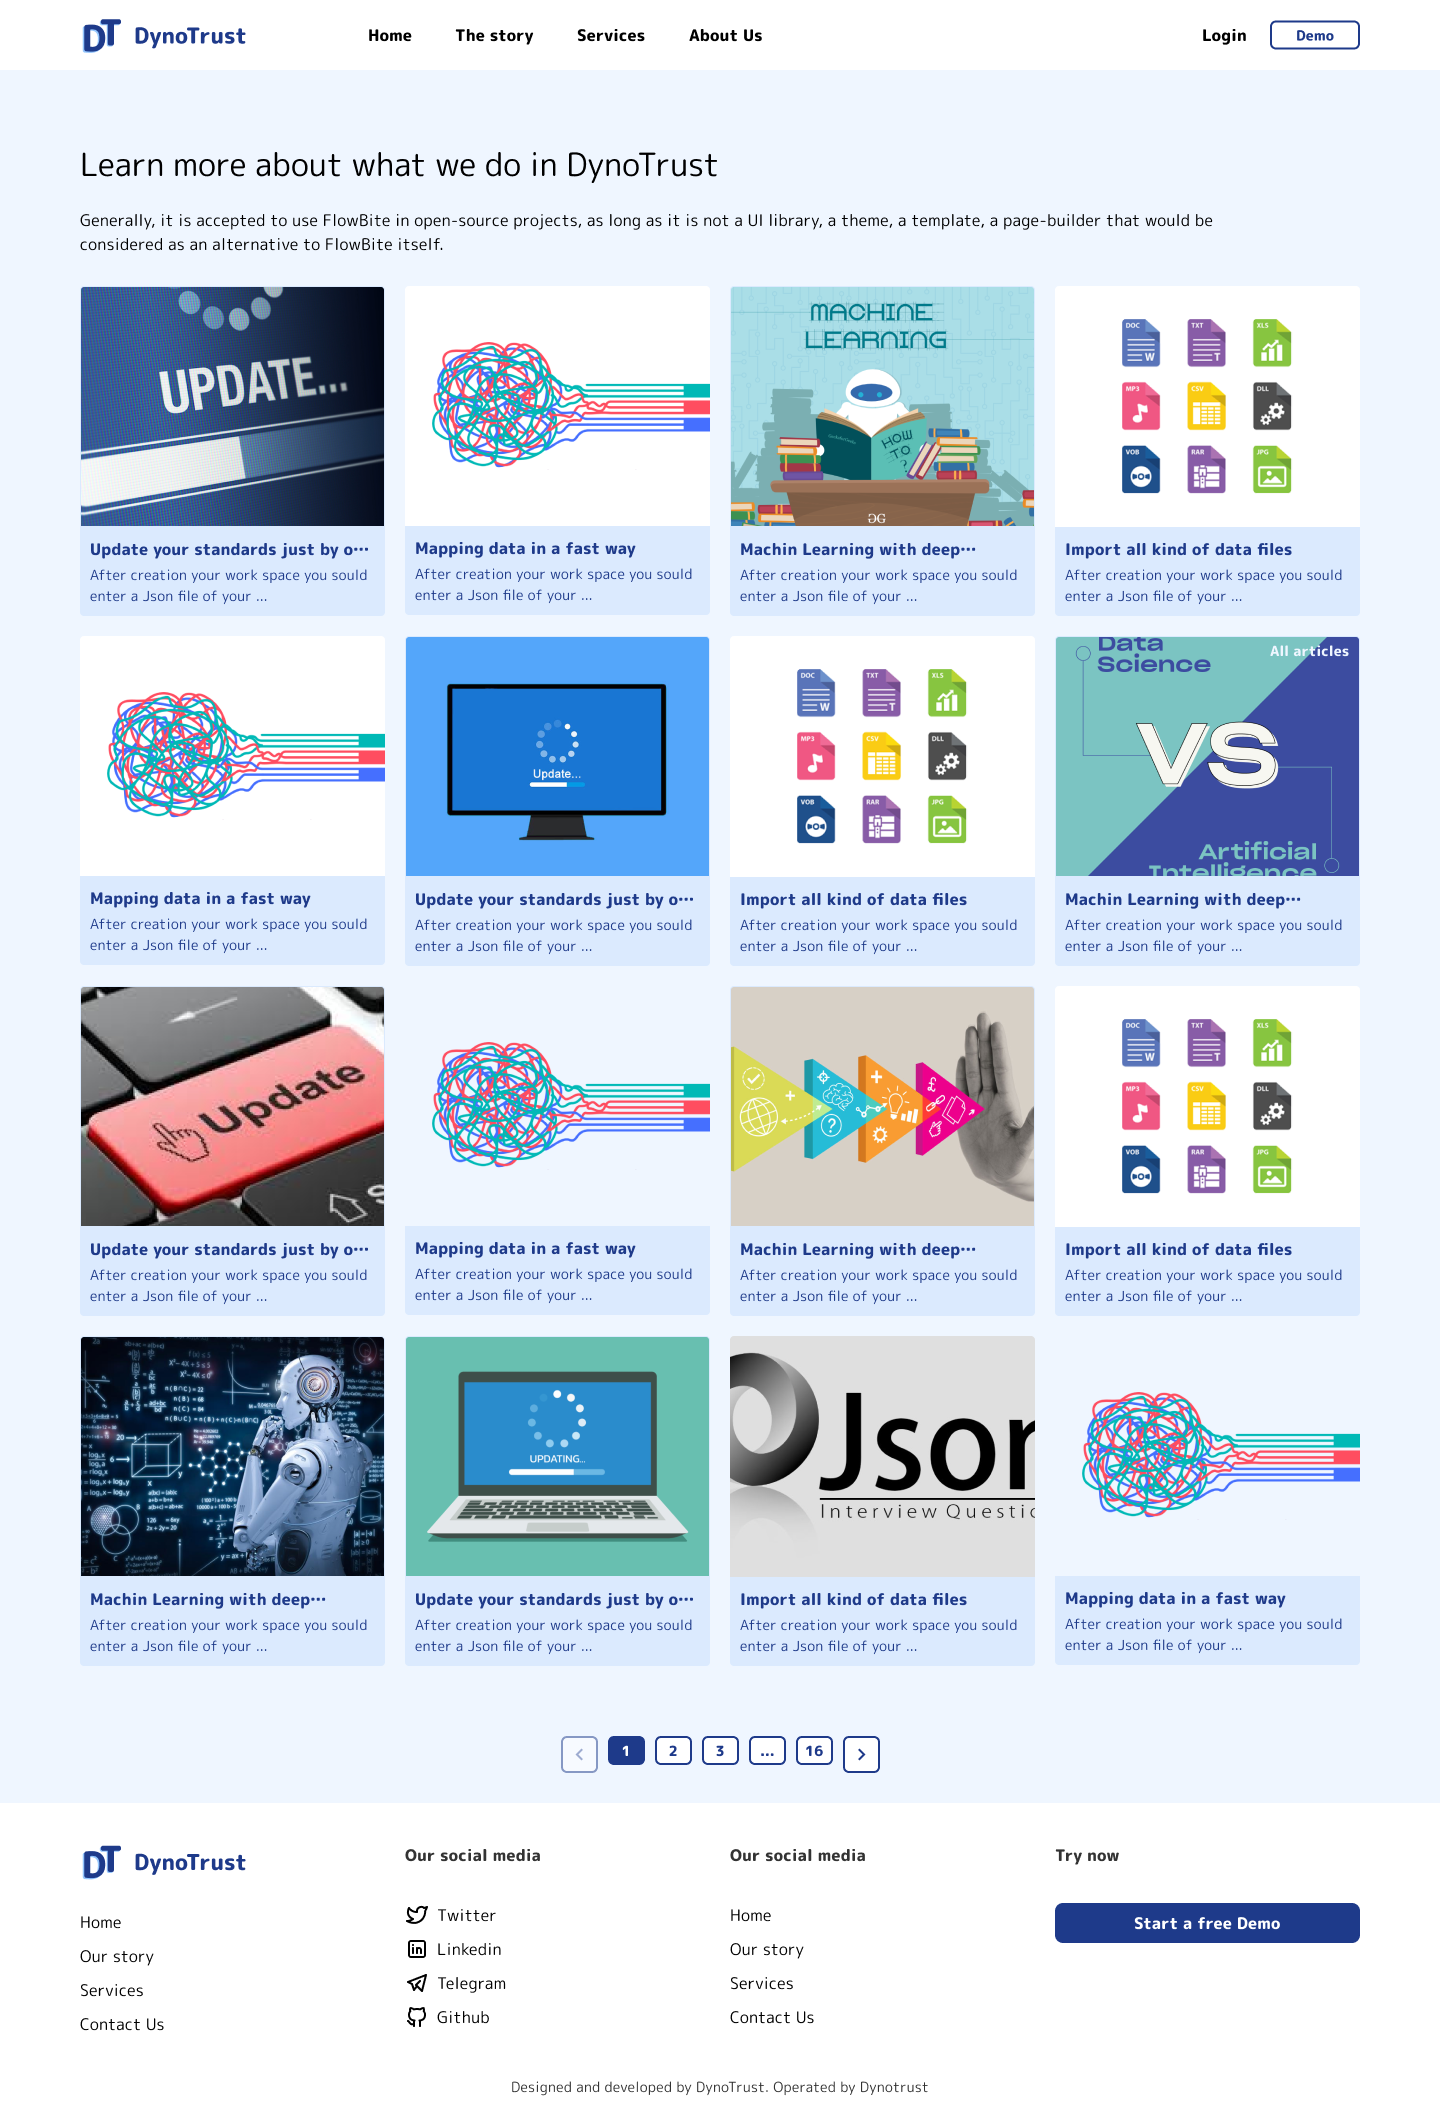 DT DynoTrust Home The story Services About Us Login Demo
Learn more about what we do in DynoTrust
Generally, it is accepted to use FlowBite in open-source projects, as long as it is not a UI library, a theme, a template, a page-builder that would be
considered as an alternative to FlowBite itself.
UPDATE...
MACHINE
LEARNING
HOW
TO
?
DOC TXT XLS
W T
MP3 CSV DLL
VOB RAR JPG
Update your standards just by o...
After creation your work space you sould
enter a Json file of your ...
Mapping data in a fast way
After creation your work space you sould
enter a Json file of your ...
Machin Learning with deep...
After creation your work space you sould
enter a Json file of your ...
Import all kind of data files
After creation your work space you sould
enter a Json file of your ...
Update...
DOC TXT XLS
W T
MP3 CSV DLL
VOB RAR JPG
Data
Science
All articles
VS
Artificial
Intelligence
Mapping data in a fast way
After creation your work space you sould
enter a Json file of your ...
Update your standards just by o...
After creation your work space you sould
enter a Json file of your ...
Import all kind of data files
After creation your work space you sould
enter a Json file of your ...
Machin Learning with deep...
After creation your work space you sould
enter a Json file of your ...
Update
S
DOC TXT XLS
W T
MP3 CSV DLL
VOB RAR JPG
Update your standards just by o...
After creation your work space you sould
enter a Json file of your ...
Mapping data in a fast way
After creation your work space you sould
enter a Json file of your ...
Machin Learning with deep...
After creation your work space you sould
enter a Json file of your ...
Import all kind of data files
After creation your work space you sould
enter a Json file of your ...
UPDATING...
Json
Interview Questio
Machin Learning with deep...
After creation your work space you sould
enter a Json file of your ...
Update your standards just by o...
After creation your work space you sould
enter a Json file of your ...
Import all kind of data files
After creation your work space you sould
enter a Json file of your ...
Mapping data in a fast way
After creation your work space you sould
enter a Json file of your ...
1 2 3 ... 16
DT DynoTrust
Home
Our story
Services
Contact Us
Our social media
Twitter
Linkedin
Telegram
Github
Our social media
Home
Our story
Services
Contact Us
Try now
Start a free Demo
Designed and developed by DynoTrust. Operated by Dynotrust